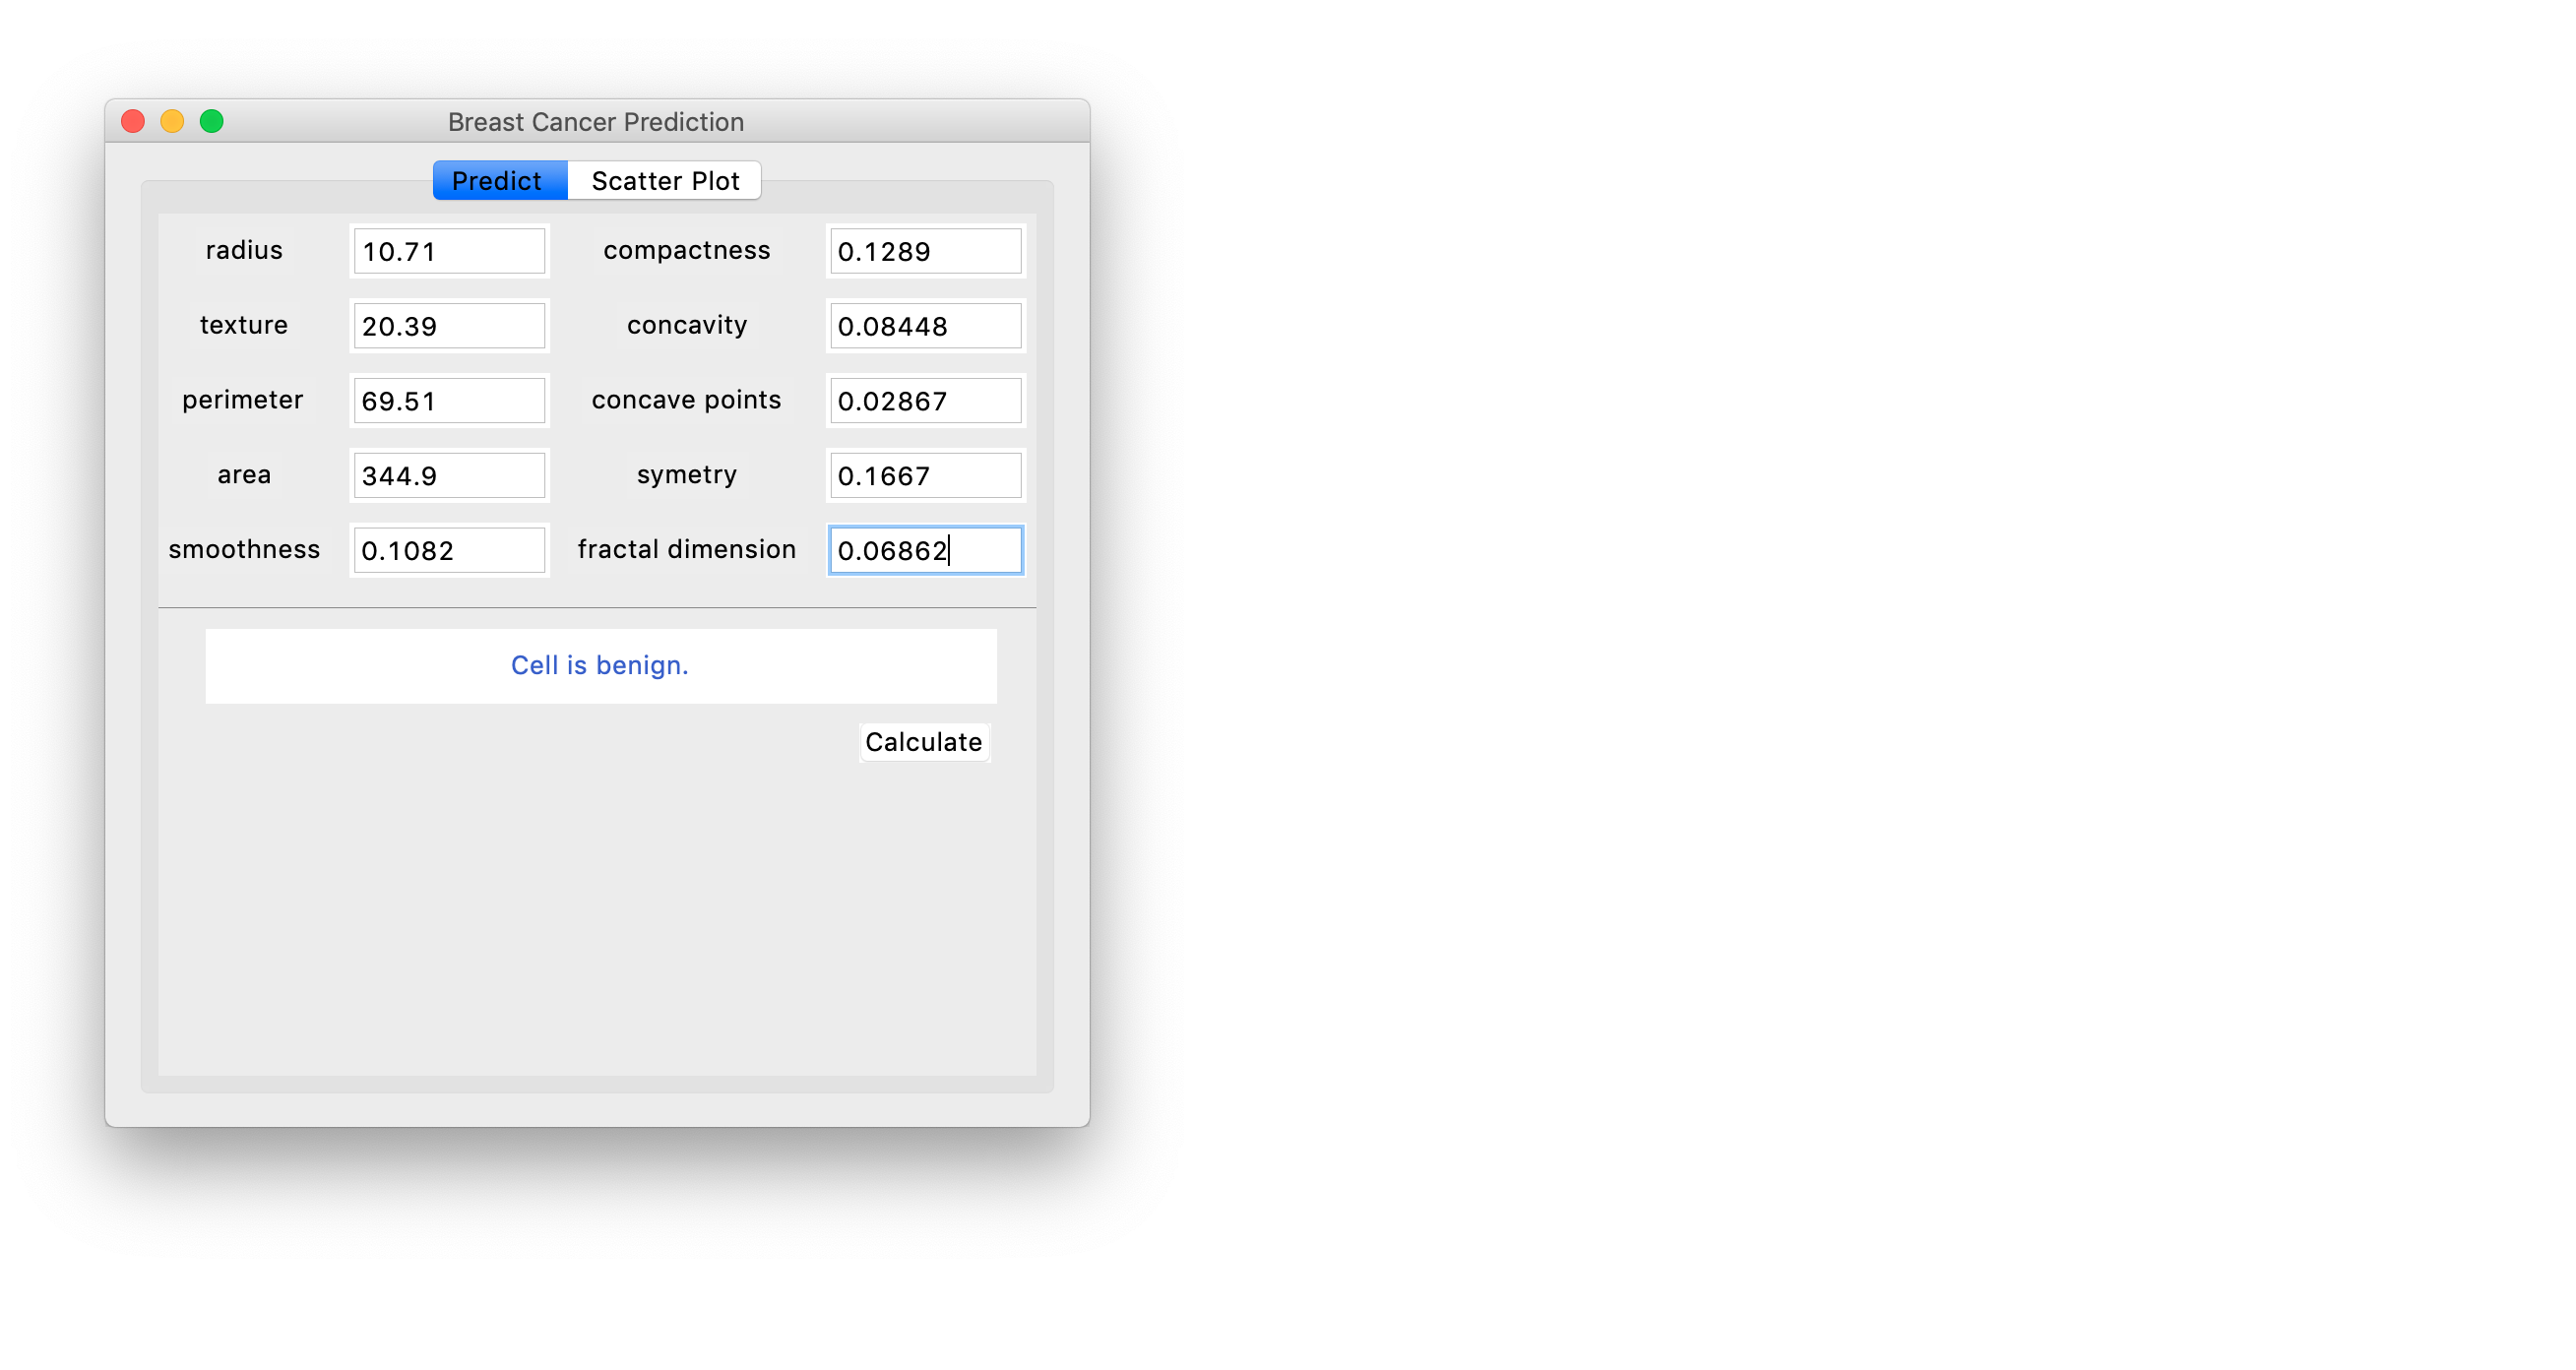 Breast Cancer Prediction
Predict Scatter Plot
radius 10.71 compactness 0.1289
texture 20.39 concavity 0.08448
perimeter 69.51 concave points 0.02867
area 344.9 symetry 0.1667
smoothness 0.1082 fractal dimension 0.06862
Cell is benign.
Calculate